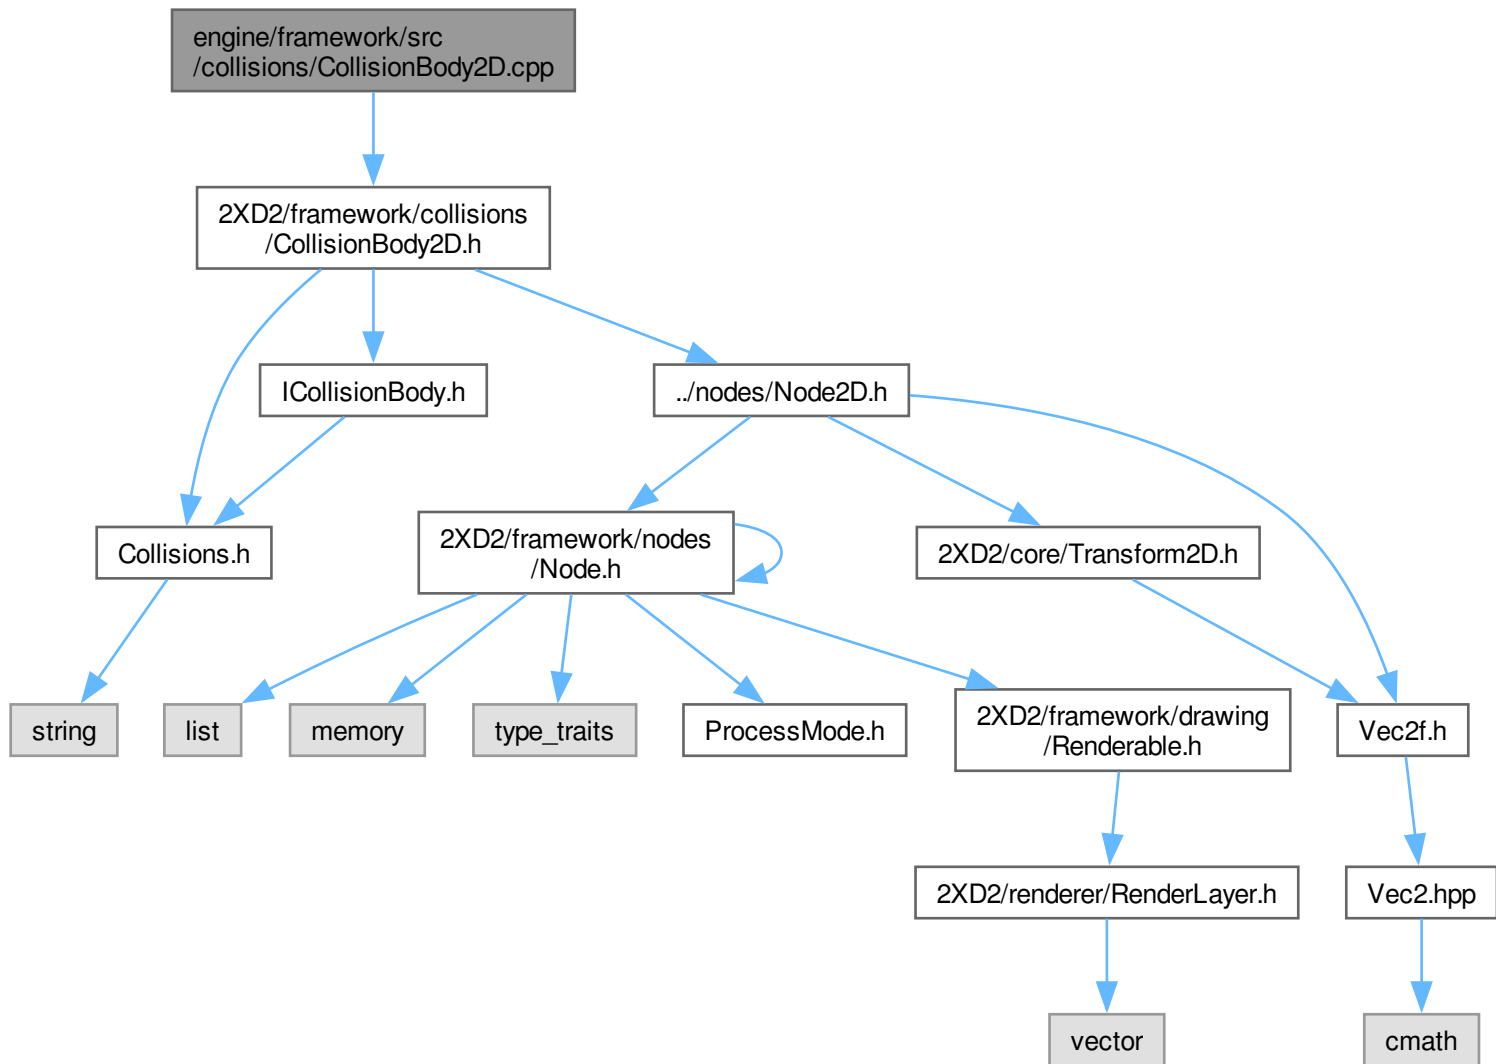 engine/framework/src
/collisions/CollisionBody2D.cpp
2XD2/framework/collisions
/CollisionBody2D.h
ICollisionBody.h
../nodes/Node2D.h
Collisions.h
2XD2/framework/nodes
/Node.h
2XD2/core/Transform2D.h
string
list
memory
type_traits
ProcessMode.h
2XD2/framework/drawing
/Renderable.h
Vec2f.h
2XD2/renderer/RenderLayer.h
Vec2.hpp
vector
cmath